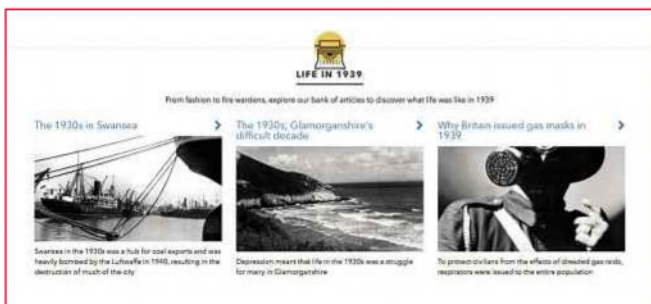 LIFE IN 1939
From fashion to fire wardens, explore our bank of articles to discover what life was like in 1939
The 1930s in Swansea
Swansea in the 1930s was a hub for coal exports and was
heavily bombed by the Luftwaffe in 1940, resulting in the
destruction of much of the city
The 1930s; Glamorganshire's
difficult decade
Depression meant that life in the 1930s was a struggle
for many in Glamorganshire
Why Britain issued gas masks in
1939
To protect civilians from the effects of dreaded gas raids,
respirators were issued to the entire population